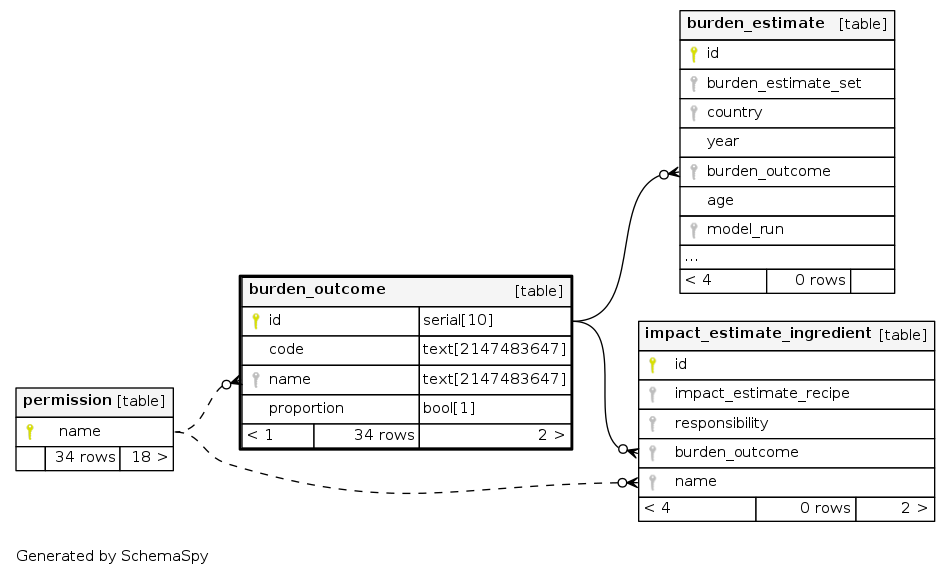 burden_estimate [table]
id
burden_estimate_set
country
year
burden_outcome
age
model_run
...
< 4 0 rows
burden_outcome [table]
id serial[10]
code text[2147483647]
name text[2147483647]
proportion bool[1]
< 1 34 rows 2 >
impact_estimate_ingredient [table]
id
impact_estimate_recipe
responsibility
burden_outcome
name
< 4 0 rows 2 >
permission [table]
name
34 rows 18 >
Generated by SchemaSpy